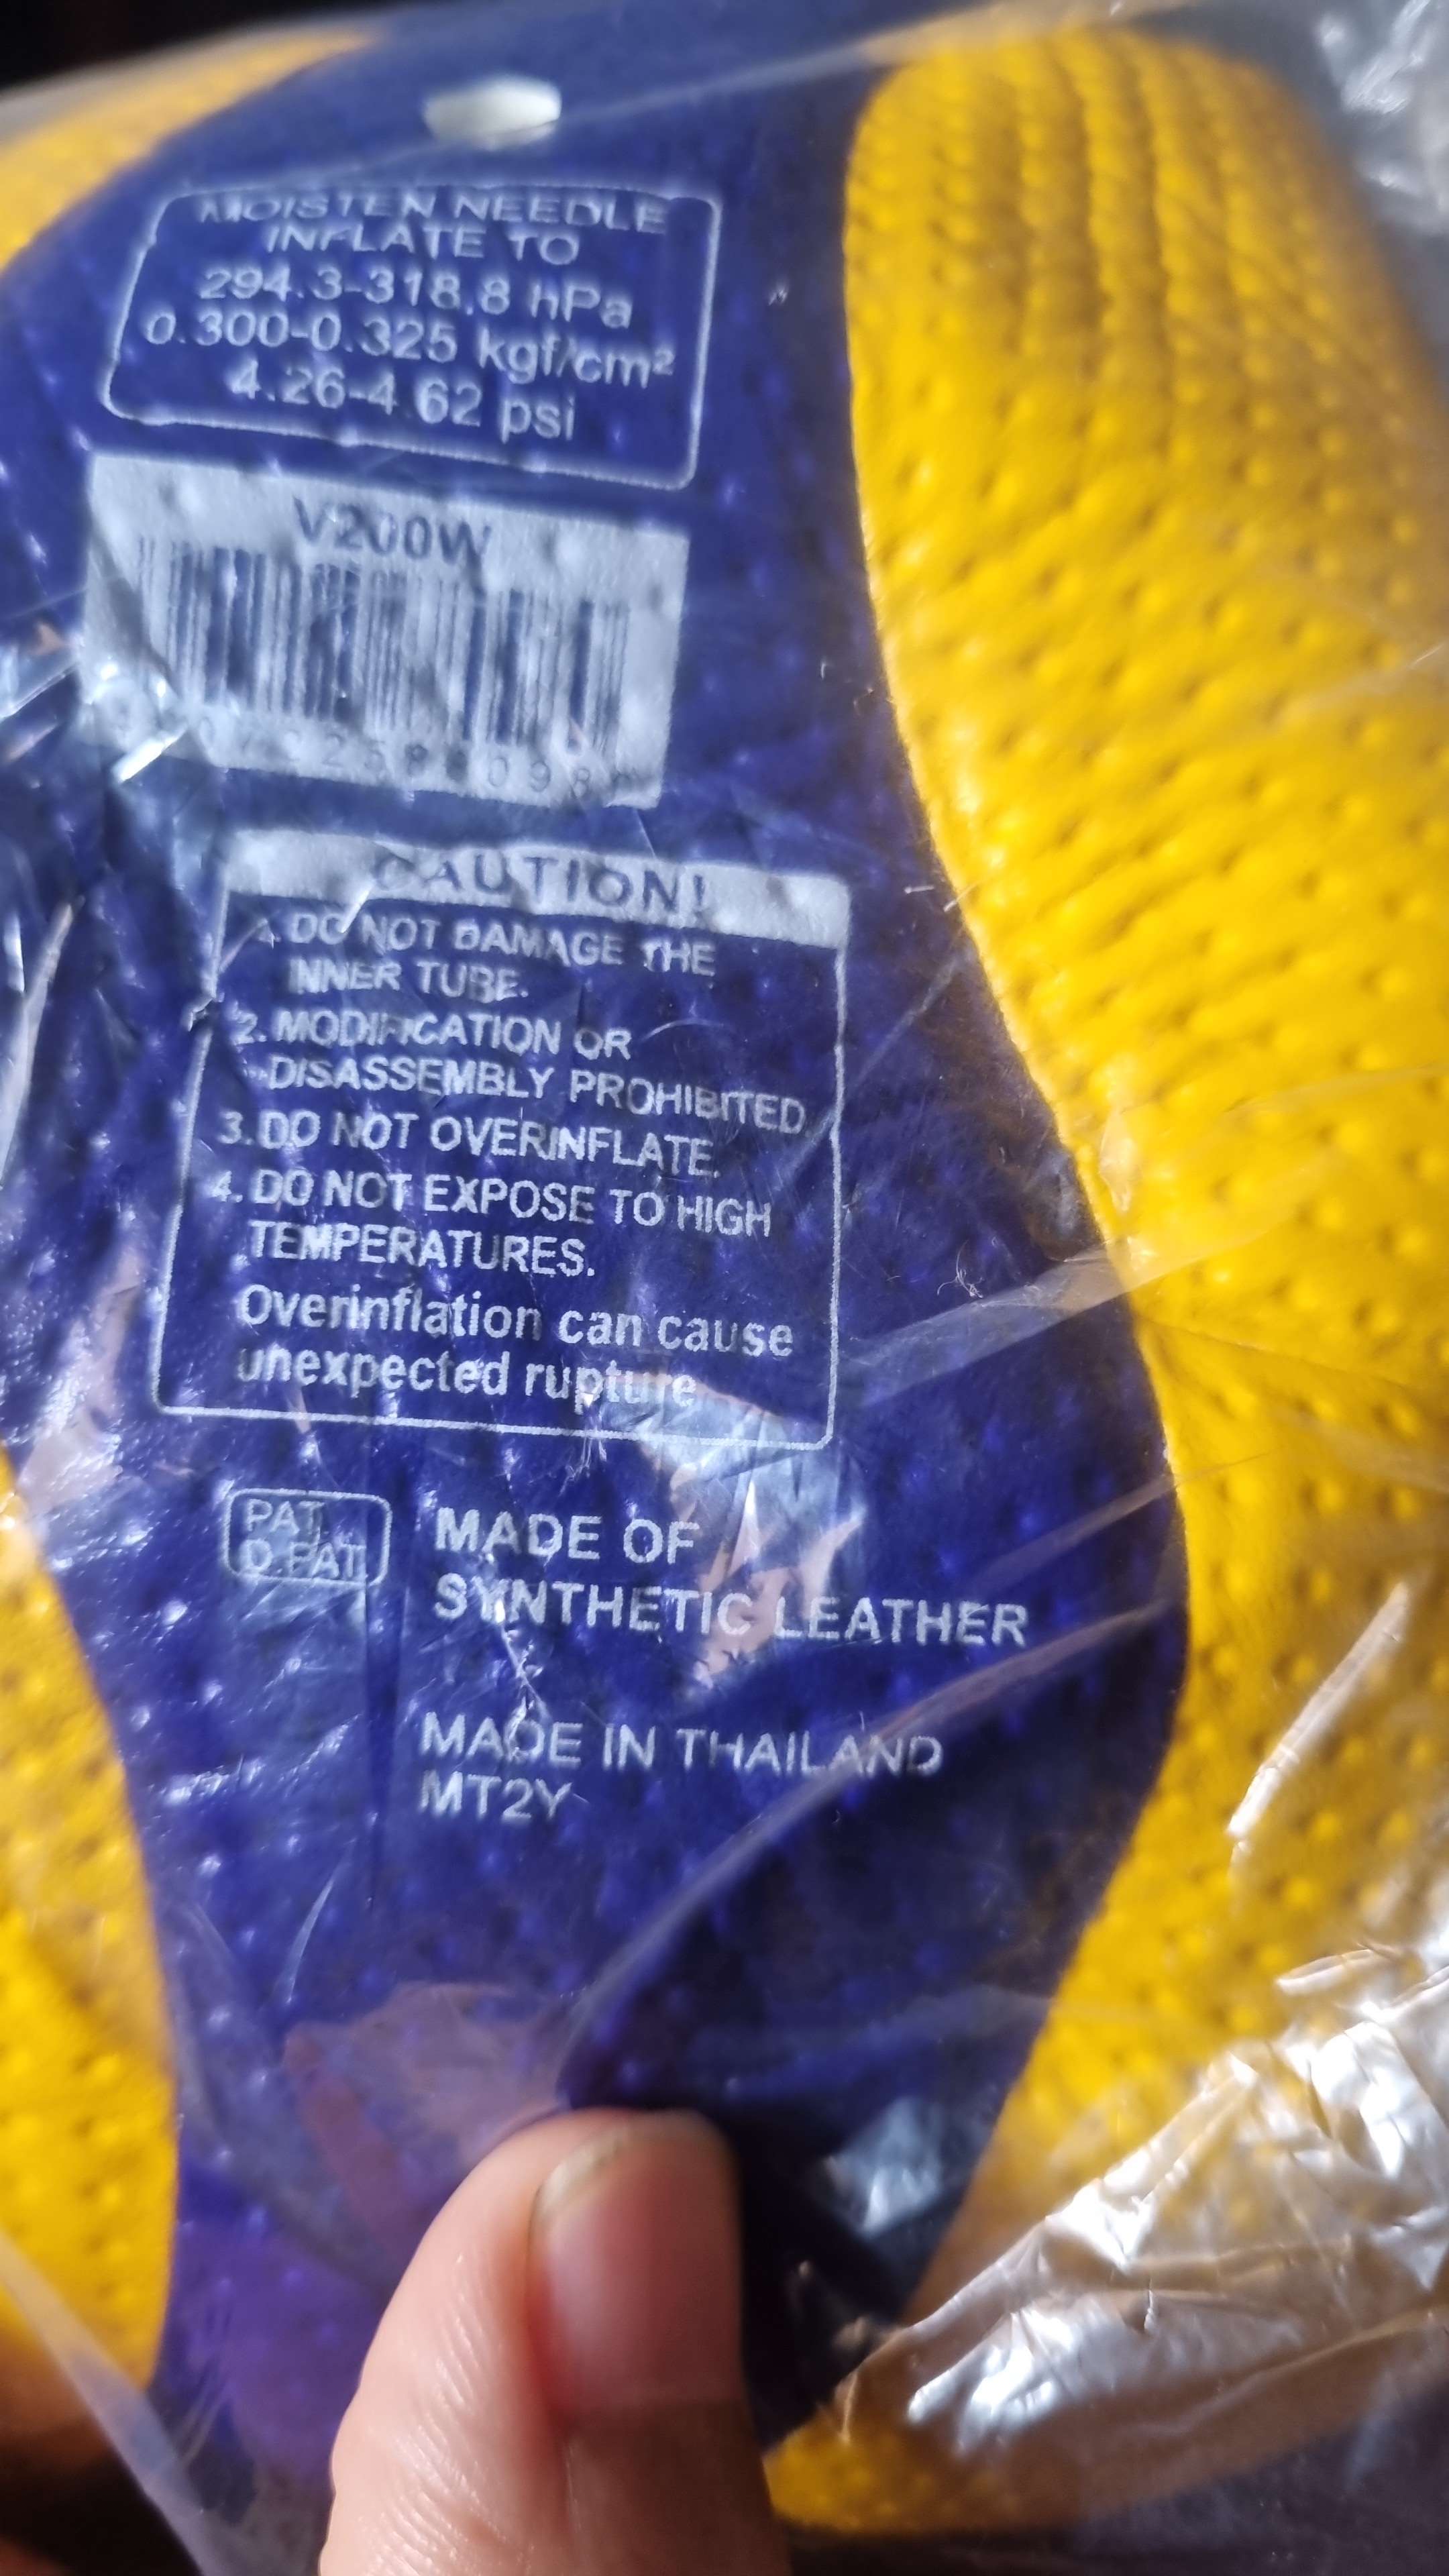 MOISTEN NEEDLE
INFLATE TO
294.3-318.8 hPa
0.300-0.325 kgf/cm²
4.26-4.62 psi
V200W
CAUTION!
1. DO NOT DAMAGE THE
INNER TUBE.
2. MODIFICATION OR
DISASSEMBLY PROHIBITED
3. DO NOT OVERINFLATE.
4. DO NOT EXPOSE TO HIGH
TEMPERATURES.
Overinflation can cause
unexpected rupture
PAT.
D.PAT.
MADE OF
SYNTHETIC LEATHER
MADE IN THAILAND
MT2Y